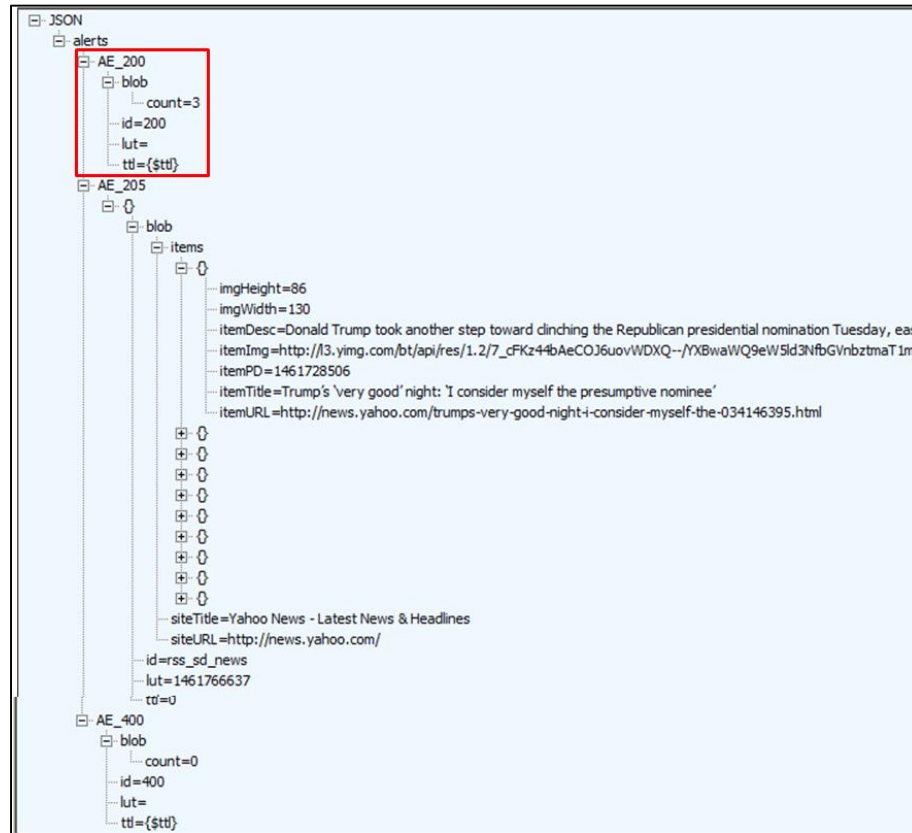 JSON
alerts
AE_200
blob
count=3
id=200
lut=
ttl={$ttl}
AE_205
{}
blob
items
{}
imgHeight=86
imgWidth=130
itemDesc=Donald Trump took another step toward clinching the Republican presidential nomination Tuesday, eas
itemImg=http://l3.yimg.com/bt/api/res/1.2/7_cFKz44bAeCOJ6uovWDXQ--/YXBwaWQ9eW5ld3NfbGVnbztmaT1m
itemPD=1461728506
itemTitle=Trump’s ‘very good’ night: ‘I consider myself the presumptive nominee’
itemURL=http://news.yahoo.com/trumps-very-good-night-i-consider-myself-the-034146395.html
{}
{}
{}
{}
{}
{}
{}
{}
{}
siteTitle=Yahoo News - Latest News & Headlines
siteURL=http://news.yahoo.com/
id=rss_sd_news
lut=1461766637
ttl=0
AE_400
blob
count=0
id=400
lut=
ttl={$ttl}